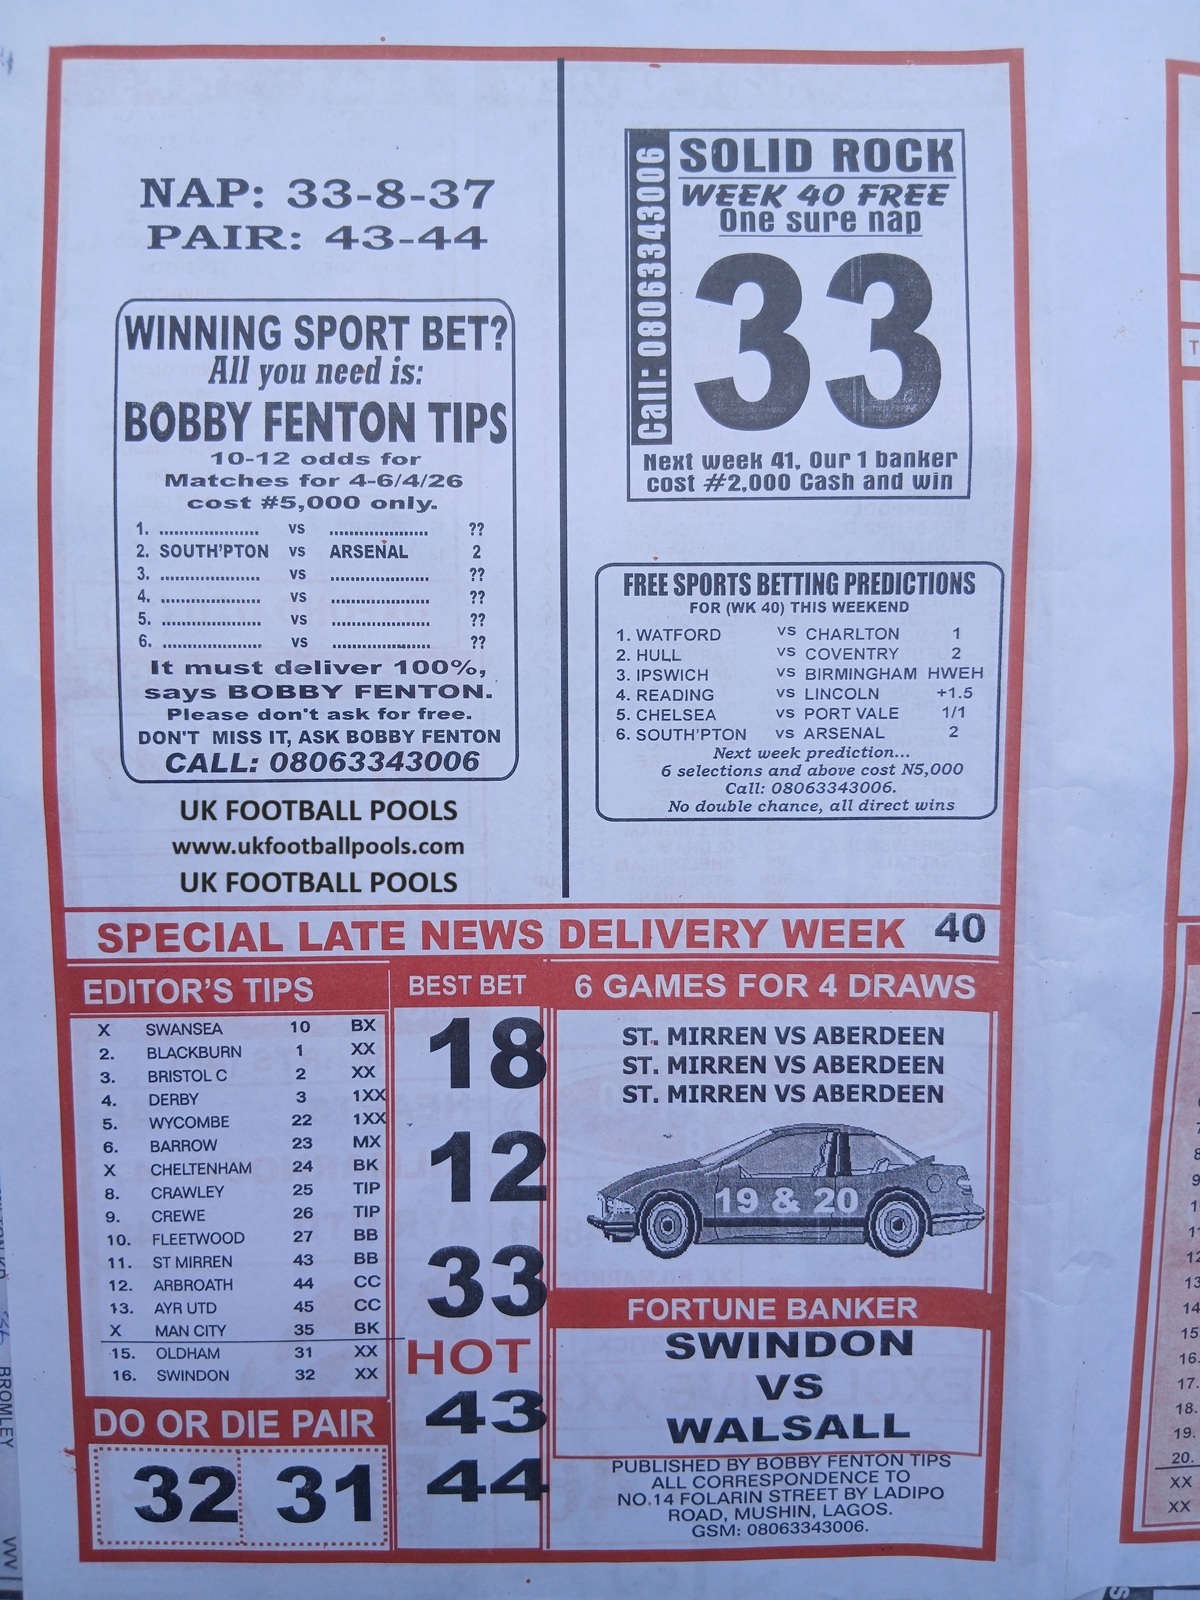 NAP: 33-8-37
PAIR: 43-44
WINNING SPORT BET?
All you need is:
BOBBY FENTON TIPS
10-12 odds for
Matches for 4-6/4/26
cost #5,000 only.
1. .................... vs .................... ??
2. SOUTH'PTON vs ARSENAL 2
3. .................... vs .................... ??
4. .................... vs .................... ??
5. .................... vs .................... ??
6. .................... vs .................... ??
It must deliver 100%,
says BOBBY FENTON.
Please don't ask for free.
DON'T MISS IT, ASK BOBBY FENTON
CALL: 08063343006
UK FOOTBALL POOLS
www.ukfootballpools.com
UK FOOTBALL POOLS
Call: 08063343006
SOLID ROCK
WEEK 40 FREE
One sure nap
33
Next week 41, Our 1 banker
cost #2,000 Cash and win
FREE SPORTS BETTING PREDICTIONS
FOR (WK 40) THIS WEEKEND
1. WATFORD vs CHARLTON 1
2. HULL vs COVENTRY 2
3. IPSWICH vs BIRMINGHAM HWEH
4. READING vs LINCOLN +1.5
5. CHELSEA vs PORT VALE 1/1
6. SOUTH'PTON vs ARSENAL 2
Next week prediction...
6 selections and above cost N5,000
Call: 08063343006.
No double chance, all direct wins
SPECIAL LATE NEWS DELIVERY WEEK 40
EDITOR'S TIPS
X SWANSEA 10 BX
2. BLACKBURN 1 XX
3. BRISTOL C 2 XX
4. DERBY 3 1XX
5. WYCOMBE 22 1XX
6. BARROW 23 MX
X CHELTENHAM 24 BK
8. CRAWLEY 25 TIP
9. CREWE 26 TIP
10. FLEETWOOD 27 BB
11. ST MIRREN 43 BB
12. ARBROATH 44 CC
13. AYR UTD 45 CC
X MAN CITY 35 BK
15. OLDHAM 31 XX
16. SWINDON 32 XX
DO OR DIE PAIR
32 31
BEST BET
18
12
33
HOT
43
44
6 GAMES FOR 4 DRAWS
ST. MIRREN VS ABERDEEN
ST. MIRREN VS ABERDEEN
ST. MIRREN VS ABERDEEN
19 & 20
FORTUNE BANKER
SWINDON
VS
WALSALL
PUBLISHED BY BOBBY FENTON TIPS
ALL CORRESPONDENCE TO
NO.14 FOLARIN STREET BY LADIPO
ROAD, MUSHIN, LAGOS.
GSM: 08063343006.
BROMLEY
T
12
13
14
15
16.
17.
18.
19.
20.
XX
XX